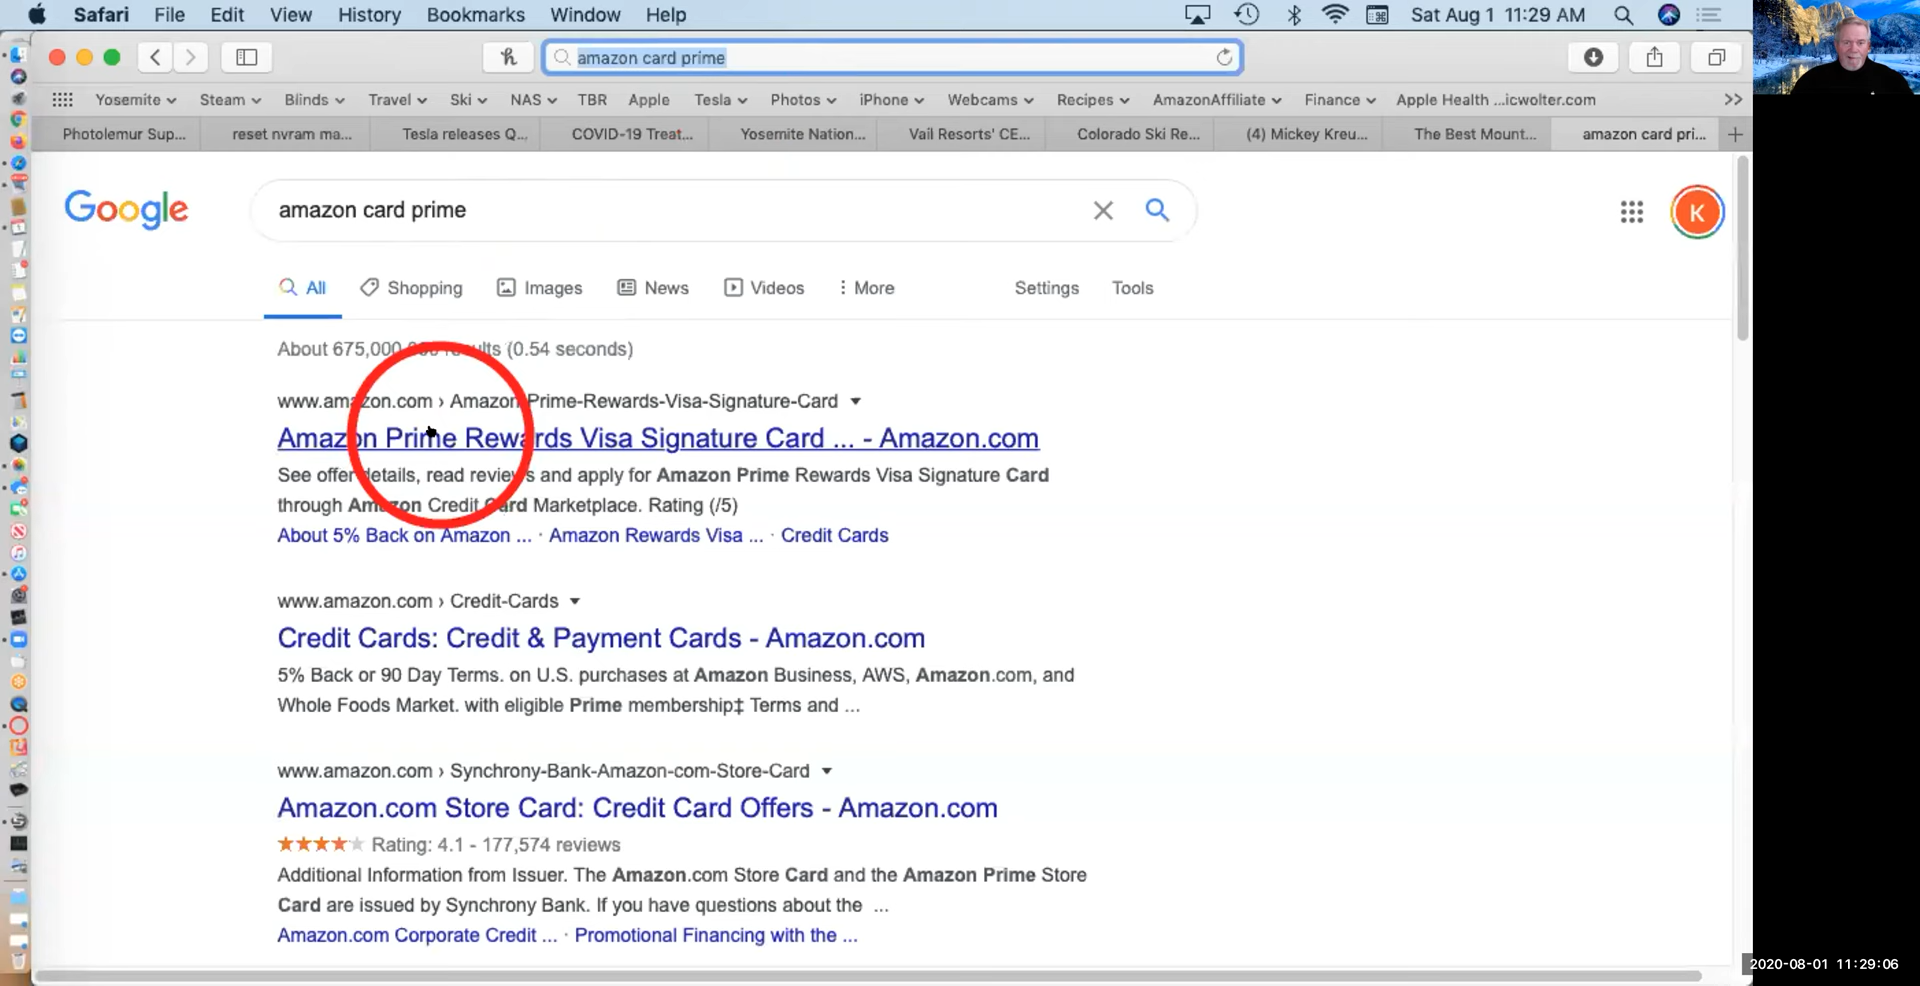 Safari File Edit View History Bookmarks Window Help Sat Aug 1 11:29 AM
amazon card prime
Yosemite Steam Blinds Travel Ski NAS TBR Apple Tesla Photos iPhone Webcams Recipes AmazonAffiliate Finance Apple Health ...icwolter.com
Photolemur Sup... reset nvram ma... Tesla releases Q... COVID-19 Treat... Yosemite Nation... Vail Resorts' CE... Colorado Ski Re... (4) Mickey Kreu... The Best Mount... amazon card pri...
Google amazon card prime K
All Shopping Images News Videos More Settings Tools
About 675,000,000 results (0.54 seconds)
www.amazon.com › Amazon-Prime-Rewards-Visa-Signature-Card
Amazon Prime Rewards Visa Signature Card ... - Amazon.com
See offer details, read reviews and apply for Amazon Prime Rewards Visa Signature Card
through Amazon Credit Card Marketplace. Rating (/5)
About 5% Back on Amazon ... · Amazon Rewards Visa ... · Credit Cards
www.amazon.com › Credit-Cards
Credit Cards: Credit & Payment Cards - Amazon.com
5% Back or 90 Day Terms. on U.S. purchases at Amazon Business, AWS, Amazon.com, and
Whole Foods Market. with eligible Prime membership‡ Terms and ...
www.amazon.com › Synchrony-Bank-Amazon-com-Store-Card
Amazon.com Store Card: Credit Card Offers - Amazon.com
Rating: 4.1 - 177,574 reviews
Additional Information from Issuer. The Amazon.com Store Card and the Amazon Prime Store
Card are issued by Synchrony Bank. If you have questions about the ...
Amazon.com Corporate Credit ... · Promotional Financing with the ...
2020-08-01 11:29:06